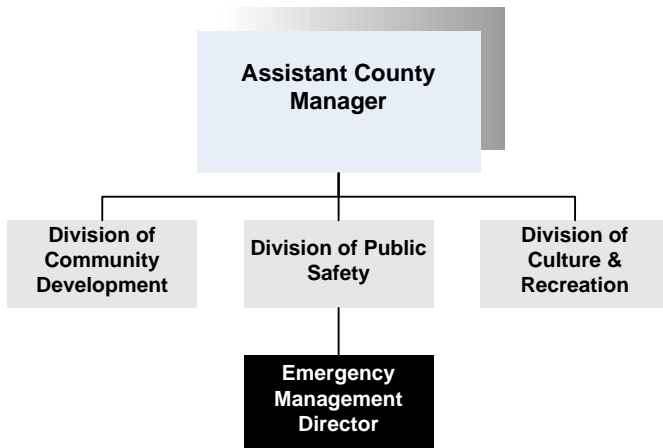 Assistant County
Manager
Division of
Community
Development
Division of Public
Safety
Division of
Culture &
Recreation
Emergency
Management
Director